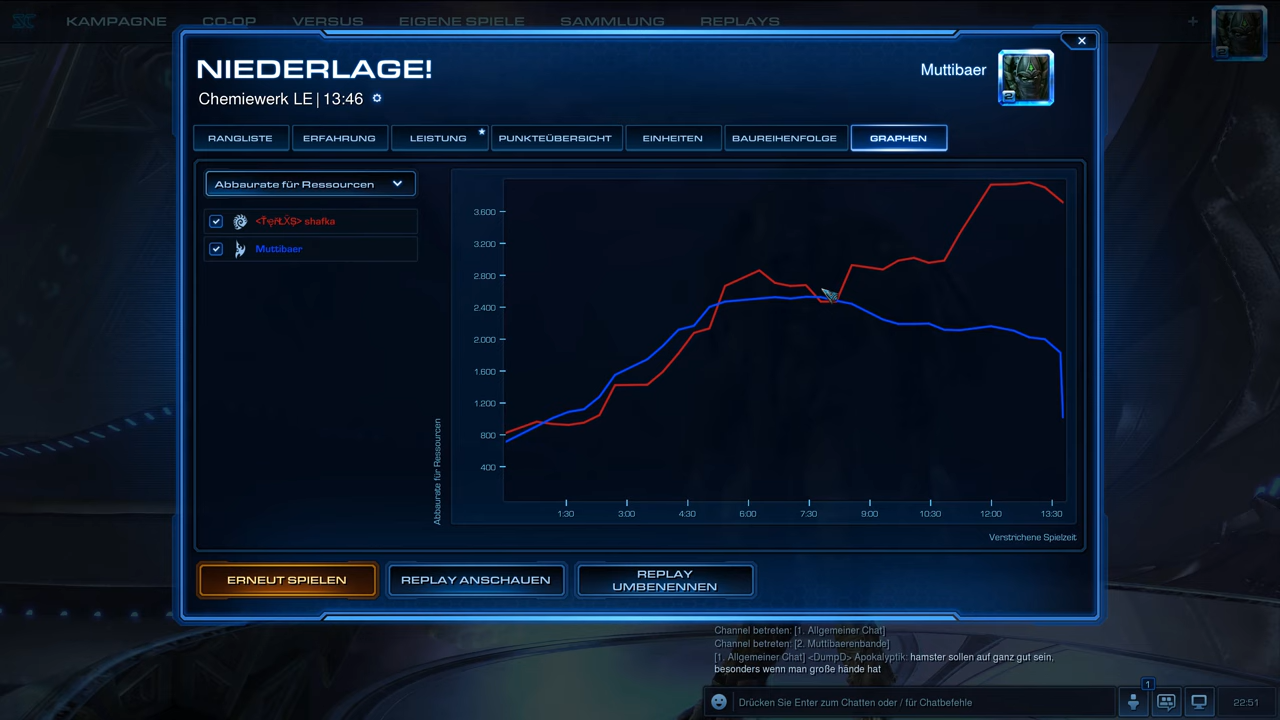 KAMPAGNE CO-OP VERSUS EIGENE SPIELE SAMMLUNG REPLAYS
NIEDERLAGE!
Muttibaer
2
2
Chemiewerk LE | 13:46
RANGLISTE ERFAHRUNG LEISTUNG PUNKTEÜBERSICHT EINHEITEN BAUREIHENFOLGE GRAPHEN
Abbaurate für Ressourcen
shafka
Muttibaer
3.600
3.200
2.800
2.400
2.000
1.600
1.200
800
400
Abbaurate für Ressourcen
1:30 3:00 4:30 6:00 7:30 9:00 10:30 12:00 13:30
Verstrichene Spielzeit
ERNEUT SPIELEN REPLAY ANSCHAUEN REPLAY
UMBENENNEN
Channel betreten: [1. Allgemeiner Chat]
Channel betreten: [2. Muttibaerenbande]
[1. Allgemeiner Chat] <DumpD> Apokalyptik: hamster sollen auf ganz gut sein,
besonders wenn man große hände hat
1
Drücken Sie Enter zum Chatten oder / für Chatbefehle
22:51